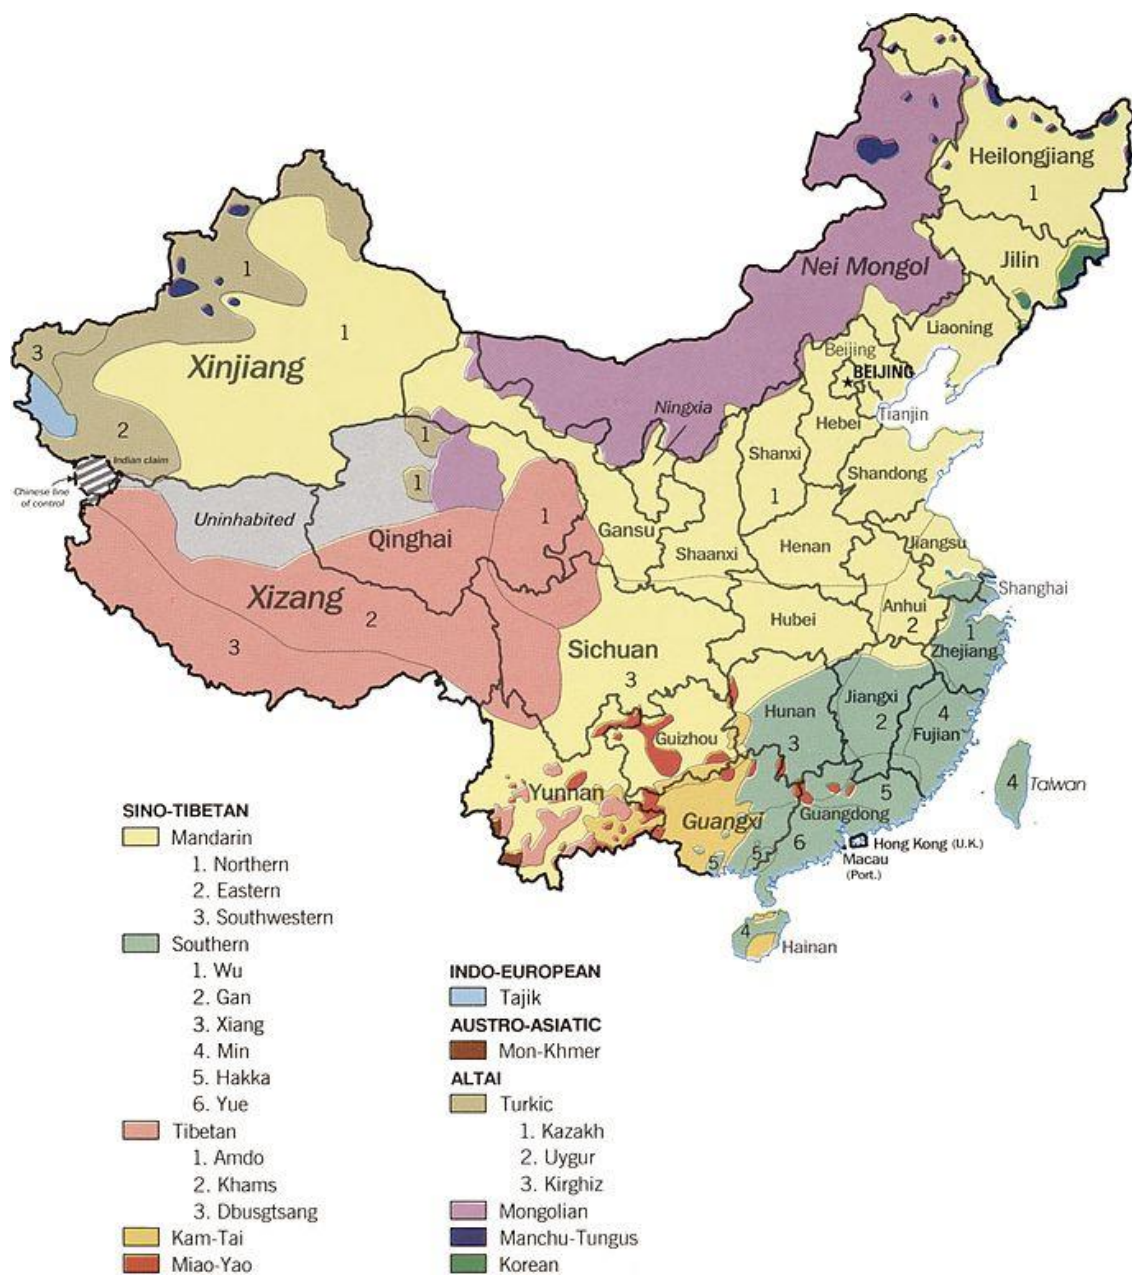 Heilongjiang
1
Nei Mongol
Jilin
1
1
Liaoning
3
Xinjiang
Beijing
BEIJING
Tianjin
Ningxia
Hebei
2
Indian claim
Chinese line
of control
1
Shanxi
1
Shandong
1
1
Uninhabited
Qinghai
Gansu
Shaanxi
Henan
Jiangsu
Shanghai
Xizang
2
3
Hubei
Anhui
2
1
Zhejiang
Sichuan
3
Hunan
3
Jiangxi
2
4
Fujian
Guizhou
4
Taiwan
Yunnan
Guangxi
5
Guangdong
6
5
5
Hong Kong (U.K.)
Macau
(Port.)
4
Hainan
SINO-TIBETAN
Mandarin
1. Northern
2. Eastern
3. Southwestern
Southern
1. Wu
2. Gan
3. Xiang
4. Min
5. Hakka
6. Yue
Tibetan
1. Amdo
2. Khams
3. Dbusgtsang
Kam-Tai
Miao-Yao
INDO-EUROPEAN
Tajik
AUSTRO-ASIATIC
Mon-Khmer
ALTAI
Turkic
1. Kazakh
2. Uygur
3. Kirghiz
Mongolian
Manchu-Tungus
Korean